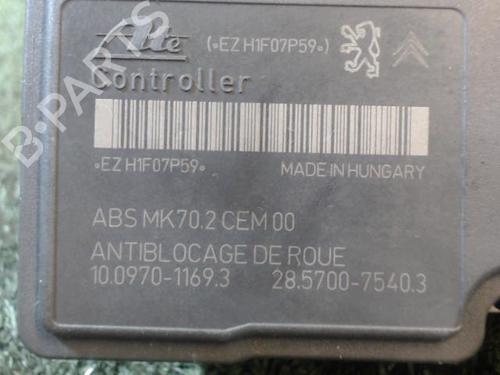 Ate (•EZ H1F07P59•)
Controller
•EZ H1F07P59• MADE IN HUNGARY
ABS MK70.2 CEM 00
ANTIBLOCAGE DE ROUE
10.0970-1169.3 28.5700-7540.3
B-PARTS
B-PARTS